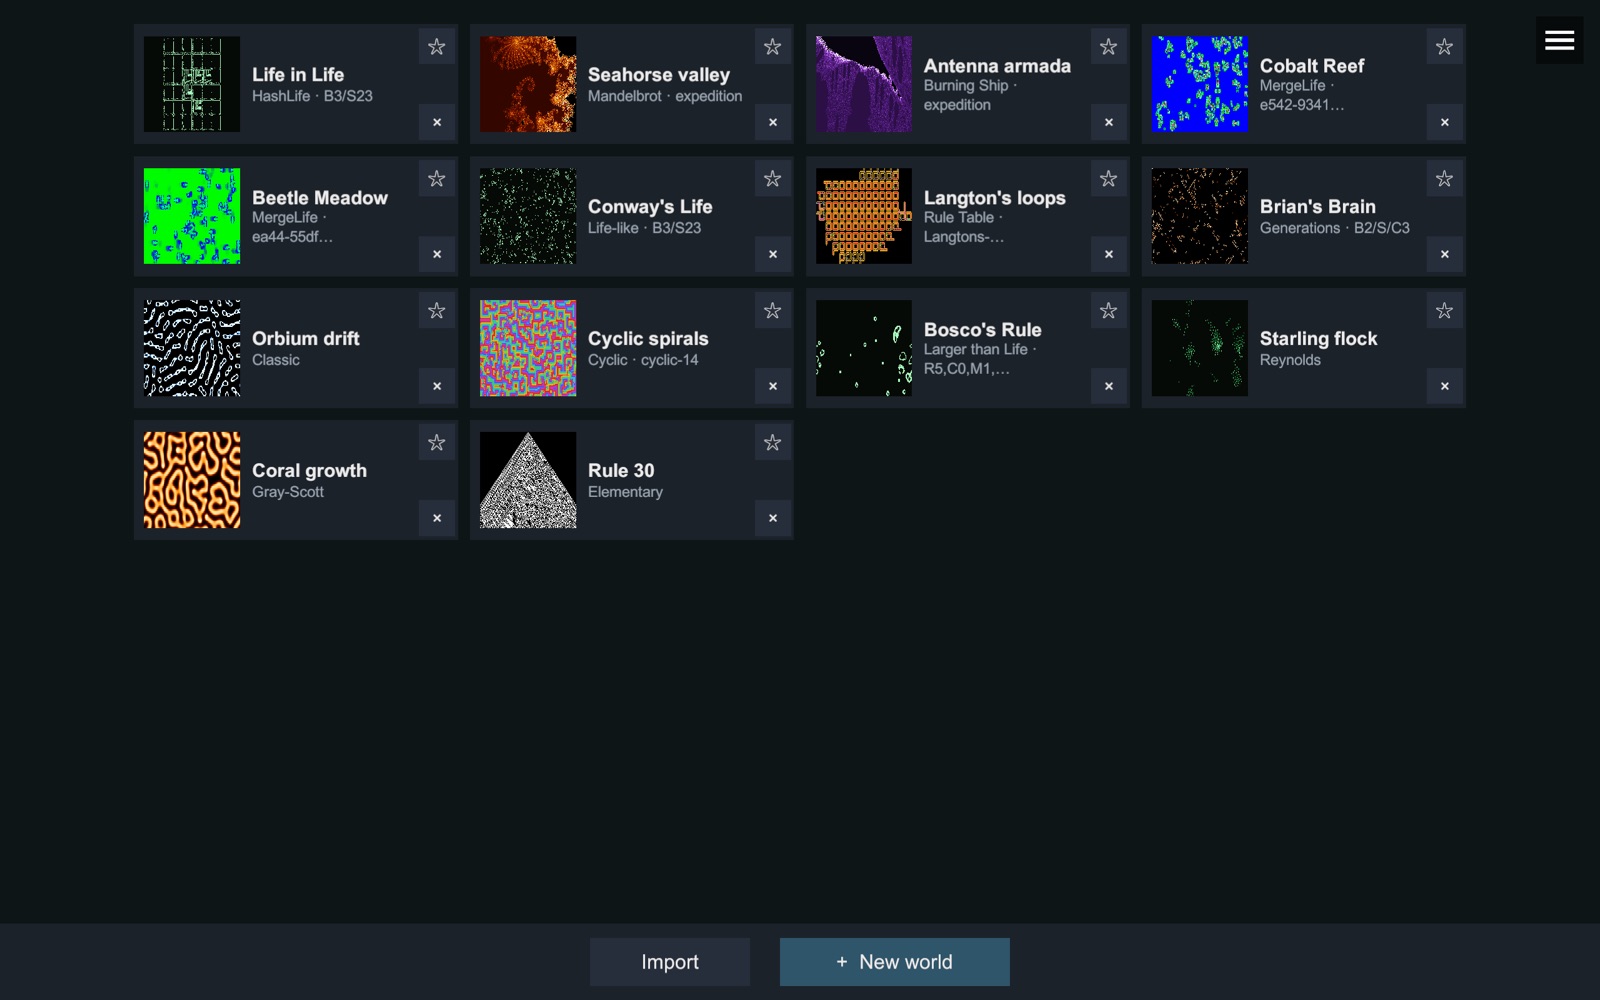 Life in Life
HashLife · B3/S23
Seahorse valley
Mandelbrot · expedition
Antenna armada
Burning Ship ·
expedition
Cobalt Reef
MergeLife ·
e542-9341…
Beetle Meadow
MergeLife ·
ea44-55df…
Conway's Life
Life-like · B3/S23
Langton's loops
Rule Table ·
Langtons-…
Brian's Brain
Generations · B2/S/C3
Orbium drift
Classic
Cyclic spirals
Cyclic · cyclic-14
Bosco's Rule
Larger than Life ·
R5,C0,M1,…
Starling flock
Reynolds
Coral growth
Gray-Scott
Rule 30
Elementary
Import
+ New world